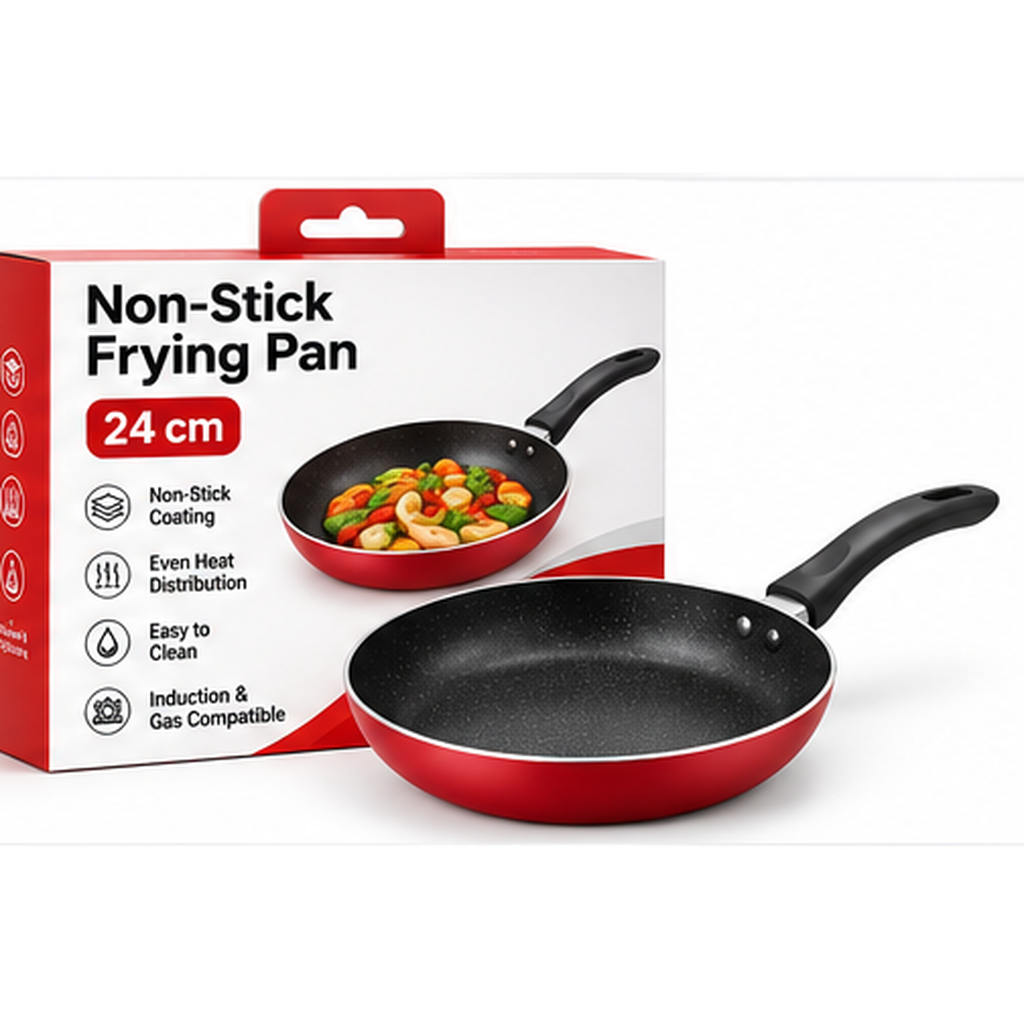 Non-Stick
Frying Pan
24 cm
Non-Stick
Coating
Even Heat
Distribution
Easy to
Clean
Induction &
Gas Compatible